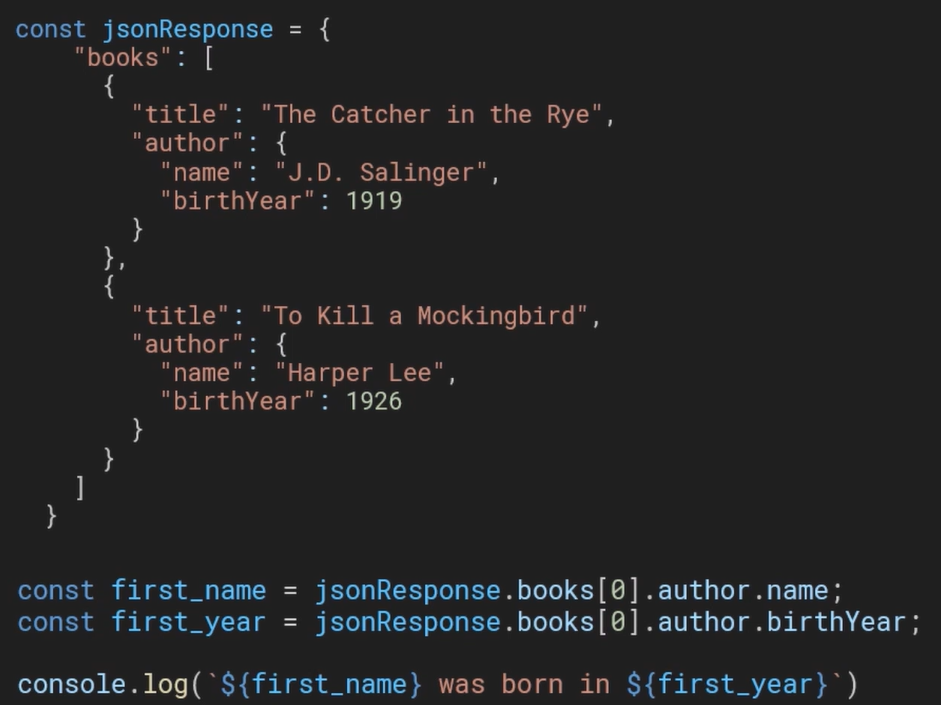 const jsonResponse = {
    "books": [
      {
        "title": "The Catcher in the Rye",
        "author": {
          "name": "J.D. Salinger",
          "birthYear": 1919
        }
      },
      {
        "title": "To Kill a Mockingbird",
        "author": {
          "name": "Harper Lee",
          "birthYear": 1926
        }
      }
    ]
  }
const first_name = jsonResponse.books[0].author.name;
const first_year = jsonResponse.books[0].author.birthYear;
console.log(`${first_name} was born in ${first_year}`)